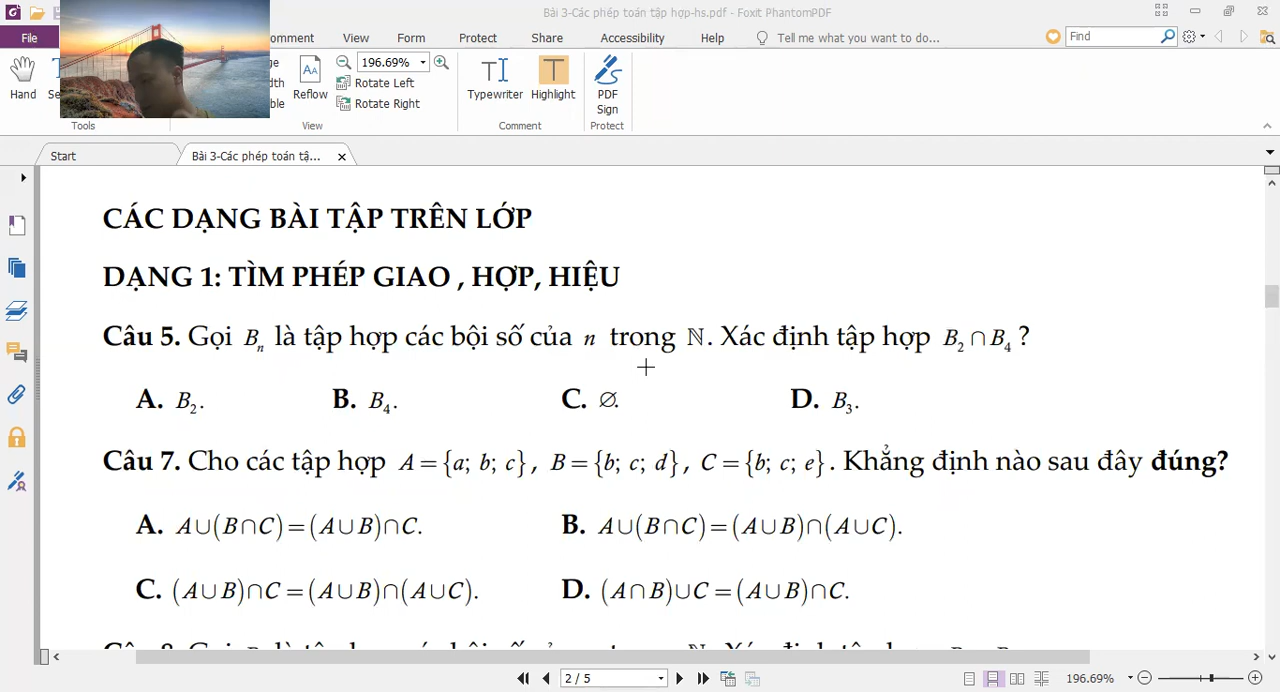 Bài 3-Các phép toán tập hợp-hs.pdf - Foxit PhantomPDF
File omment View Form Protect Share Accessibility Help Tell me what you want to do... Find
Hand Reflow 196.69% Rotate Left Rotate Right Typewriter Highlight PDF Sign
Tools View Comment Protect
Start Bài 3-Các phép toán tậ...
CÁC DẠNG BÀI TẬP TRÊN LỚP
DẠNG 1: TÌM PHÉP GIAO , HỢP, HIỆU
Câu 5. Gọi Bₙ là tập hợp các bội số của n trong ℕ. Xác định tập hợp B₂∩B₄ ?
A. B₂. B. B₄. C. ∅. D. B₃.
Câu 7. Cho các tập hợp A={a; b; c}, B={b; c; d}, C={b; c; e}. Khẳng định nào sau đây đúng?
A. A∪(B∩C)=(A∪B)∩C. B. A∪(B∩C)=(A∪B)∩(A∪C).
C. (A∪B)∩C=(A∪B)∩(A∪C). D. (A∩B)∪C=(A∪B)∩C.
2 / 5 196.69%